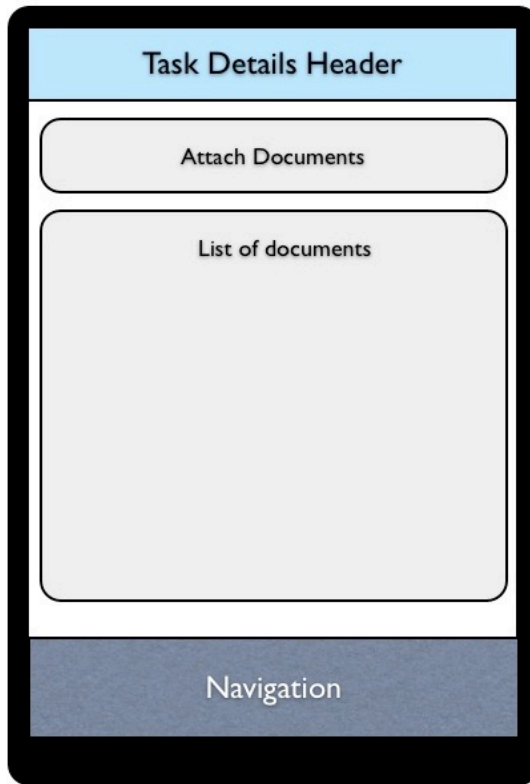 Task Details Header
Attach Documents
List of documents
Navigation